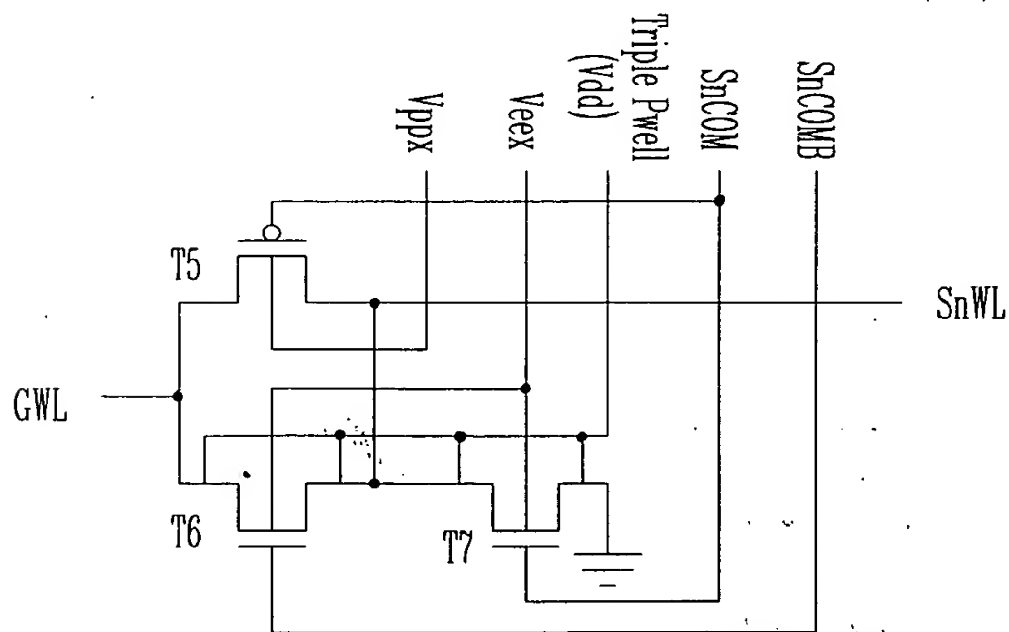 Vppx
Veex
Triple Pwell
(Vdd)
SnCOM
SnCOMB
T5
SnWL
GWL
T6
T7